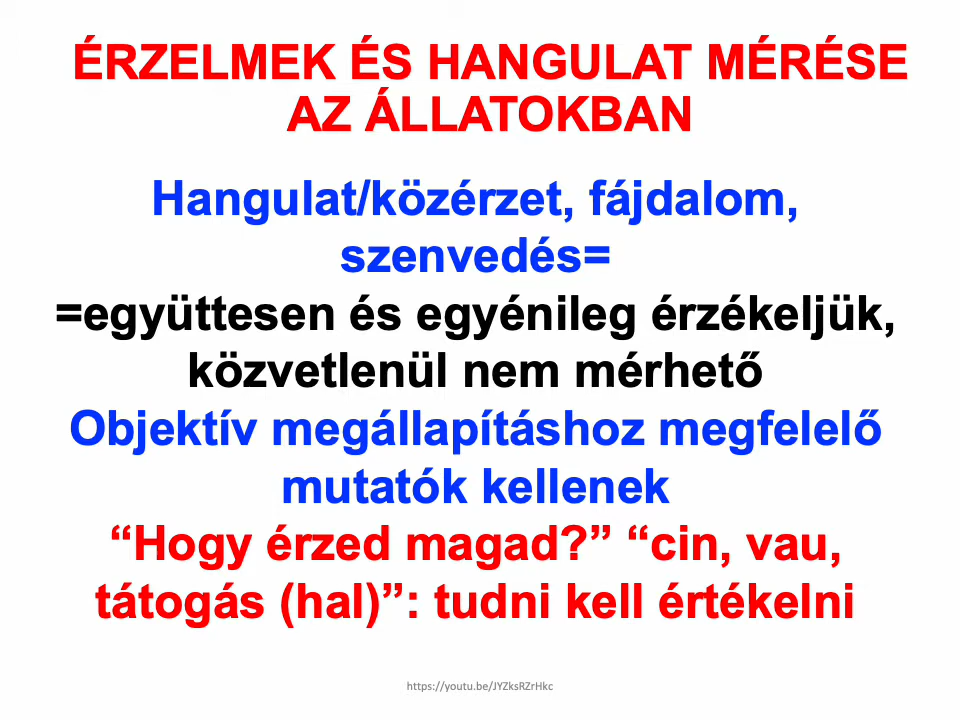 ÉRZELMEK ÉS HANGULAT MÉRÉSE
AZ ÁLLATOKBAN
Hangulat/közérzet, fájdalom,
szenvedés=
=együttesen és egyénileg érzékeljük,
közvetlenül nem mérhető
Objektív megállapításhoz megfelelő
mutatók kellenek
“Hogy érzed magad?” “cin, vau,
tátogás (hal)”: tudni kell értékelni
https://youtu.be/JYZksRZrHkc